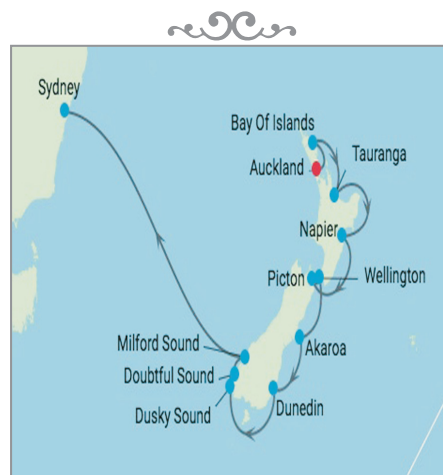 Sydney
Bay Of Islands
Tauranga
Auckland
Napier
Picton
Wellington
Milford Sound
Akaroa
Doubtful Sound
Dusky Sound
Dunedin